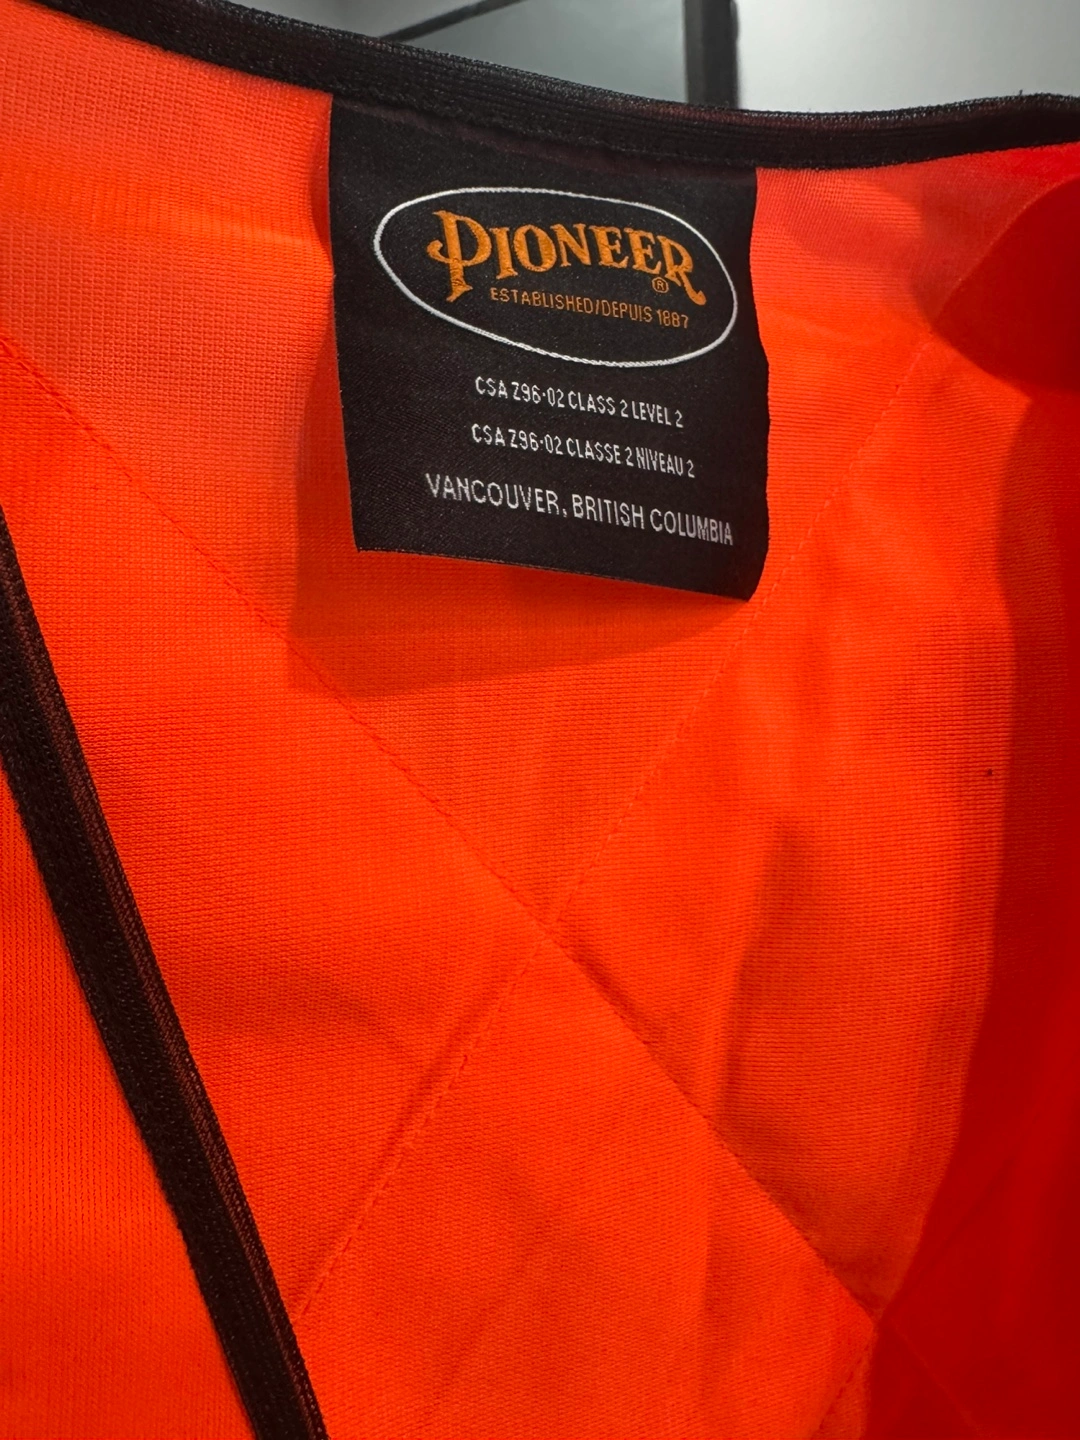 PIONEER®
ESTABLISHED/DEPUIS 1887
CSA Z96-02 CLASS 2 LEVEL 2
CSA Z96-02 CLASSE 2 NIVEAU 2
VANCOUVER, BRITISH COLUMBIA